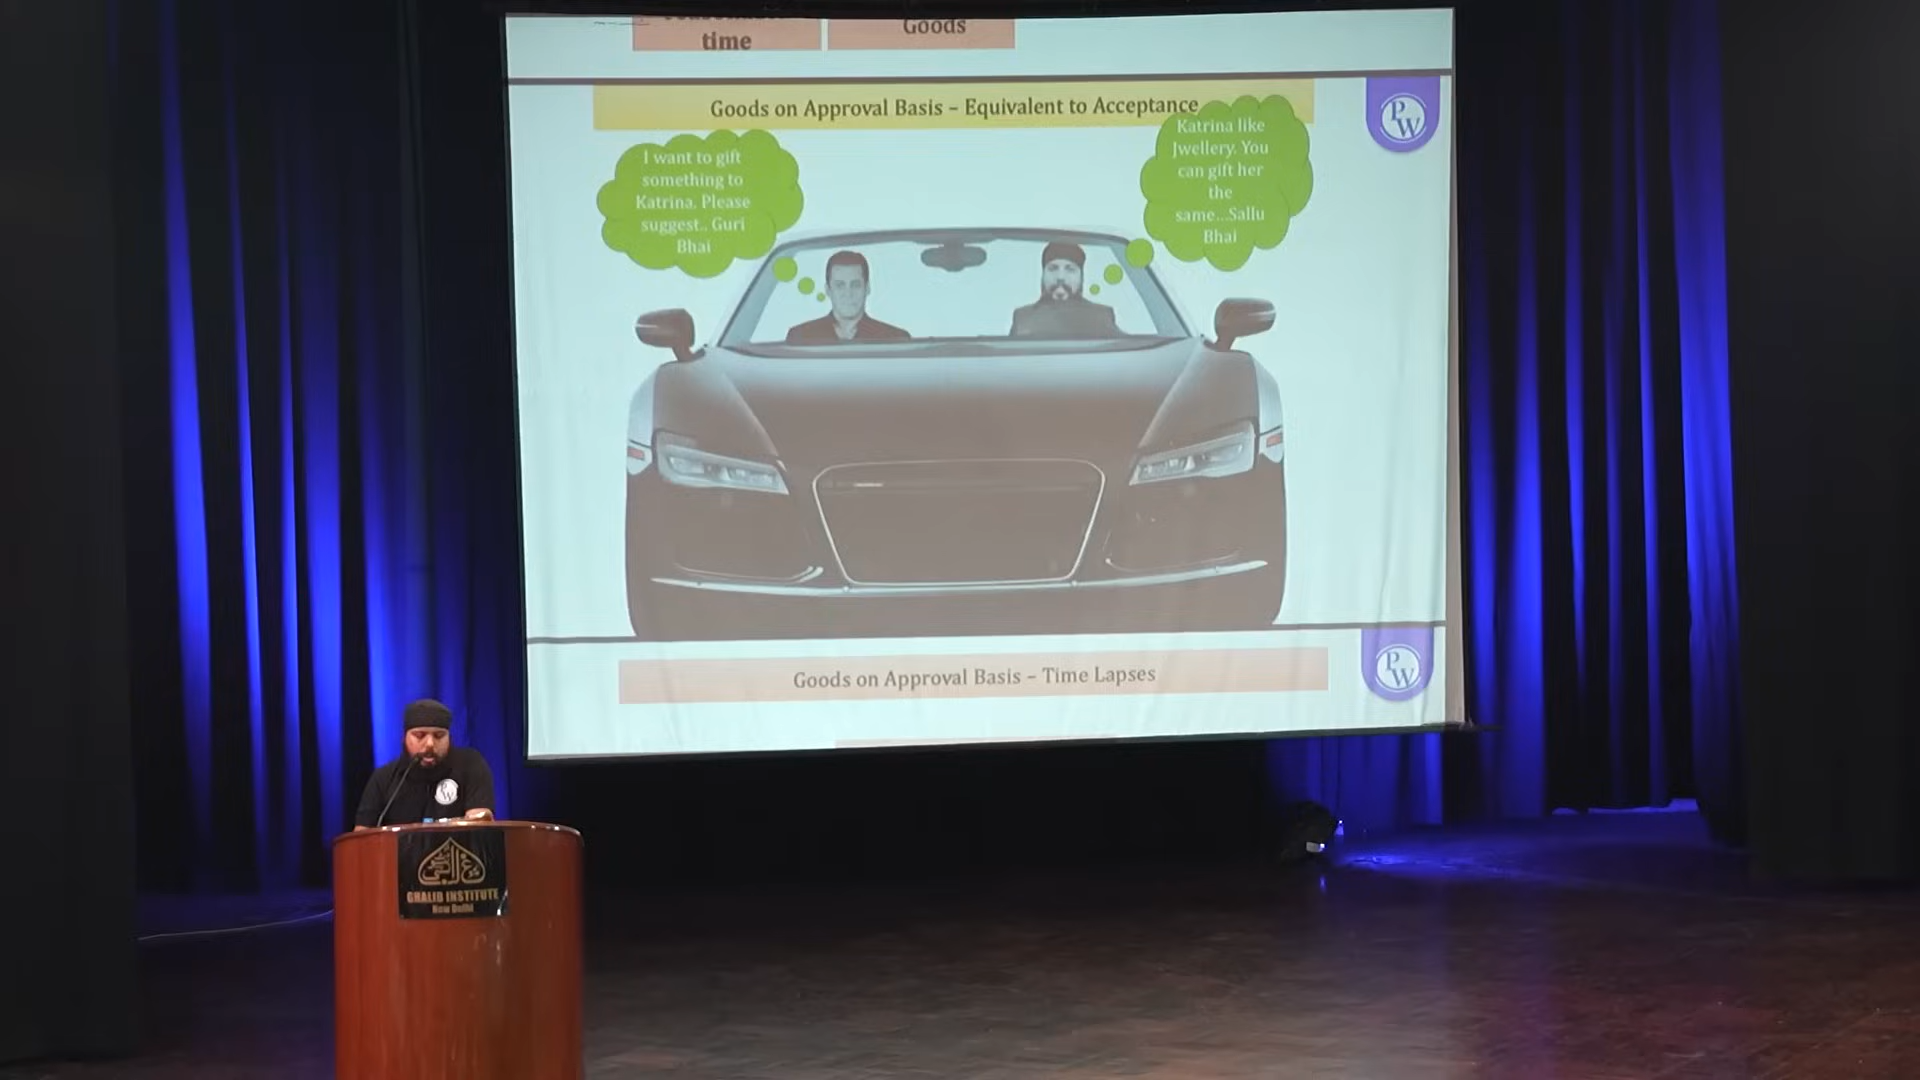 time
Goods
Goods on Approval Basis – Equivalent to Acceptance
PW
I want to gift
something to
Katrina. Please
suggest.. Guri
Bhai
Katrina like
Jwellery. You
can gift her
the
same...Sallu
Bhai
Goods on Approval Basis – Time Lapses
PW
PW
GHALIB INSTITUTE
New Delhi